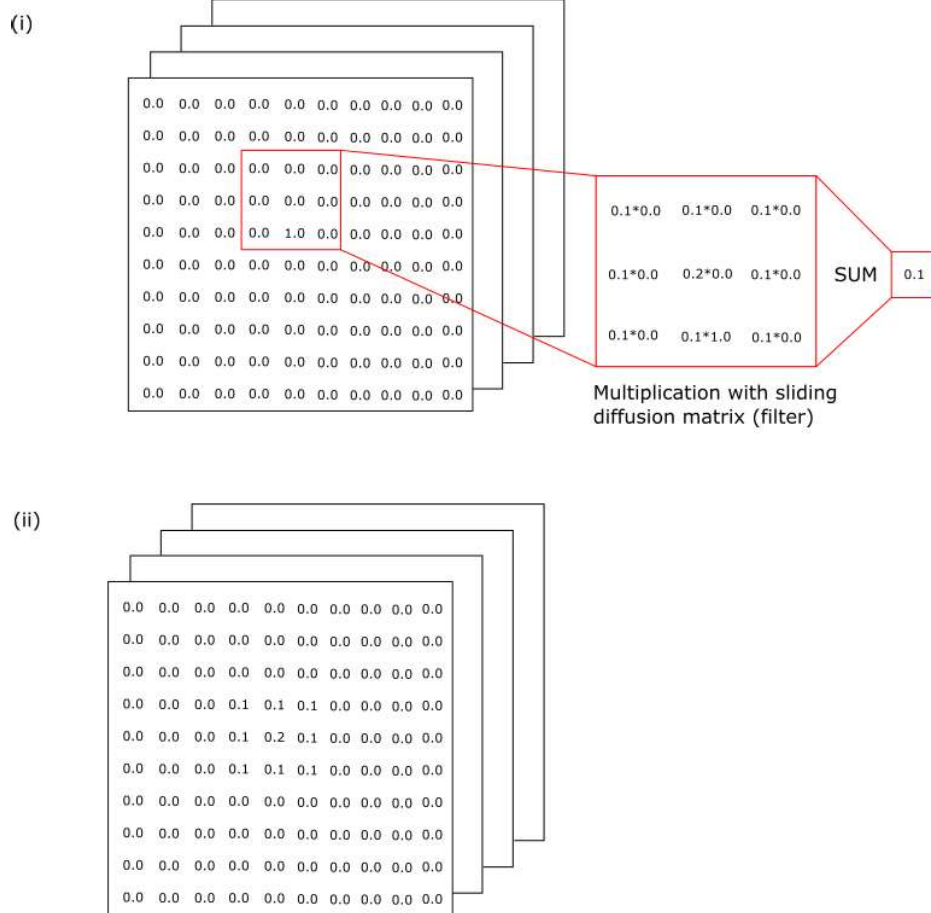 (i)
0.0 0.0 0.0 0.0 0.0 0.0 0.0 0.0 0.0 0.0
0.0 0.0 0.0 0.0 0.0 0.0 0.0 0.0 0.0 0.0
0.0 0.0 0.0 0.0 0.0 0.0 0.0 0.0 0.0 0.0
0.0 0.0 0.0 0.0 0.0 0.0 0.0 0.0 0.0 0.0
0.0 0.0 0.0 0.0 1.0 0.0 0.0 0.0 0.0 0.0
0.0 0.0 0.0 0.0 0.0 0.0 0.0 0.0 0.0 0.0
0.0 0.0 0.0 0.0 0.0 0.0 0.0 0.0 0.0 0.0
0.0 0.0 0.0 0.0 0.0 0.0 0.0 0.0 0.0 0.0
0.0 0.0 0.0 0.0 0.0 0.0 0.0 0.0 0.0 0.0
0.0 0.0 0.0 0.0 0.0 0.0 0.0 0.0 0.0 0.0
0.1*0.0 0.1*0.0 0.1*0.0
0.1*0.0 0.2*0.0 0.1*0.0
0.1*0.0 0.1*1.0 0.1*0.0
SUM
0.1
Multiplication with sliding
diffusion matrix (filter)
(ii)
0.0 0.0 0.0 0.0 0.0 0.0 0.0 0.0 0.0 0.0
0.0 0.0 0.0 0.0 0.0 0.0 0.0 0.0 0.0 0.0
0.0 0.0 0.0 0.0 0.0 0.0 0.0 0.0 0.0 0.0
0.0 0.0 0.0 0.1 0.1 0.1 0.0 0.0 0.0 0.0
0.0 0.0 0.0 0.1 0.2 0.1 0.0 0.0 0.0 0.0
0.0 0.0 0.0 0.1 0.1 0.1 0.0 0.0 0.0 0.0
0.0 0.0 0.0 0.0 0.0 0.0 0.0 0.0 0.0 0.0
0.0 0.0 0.0 0.0 0.0 0.0 0.0 0.0 0.0 0.0
0.0 0.0 0.0 0.0 0.0 0.0 0.0 0.0 0.0 0.0
0.0 0.0 0.0 0.0 0.0 0.0 0.0 0.0 0.0 0.0